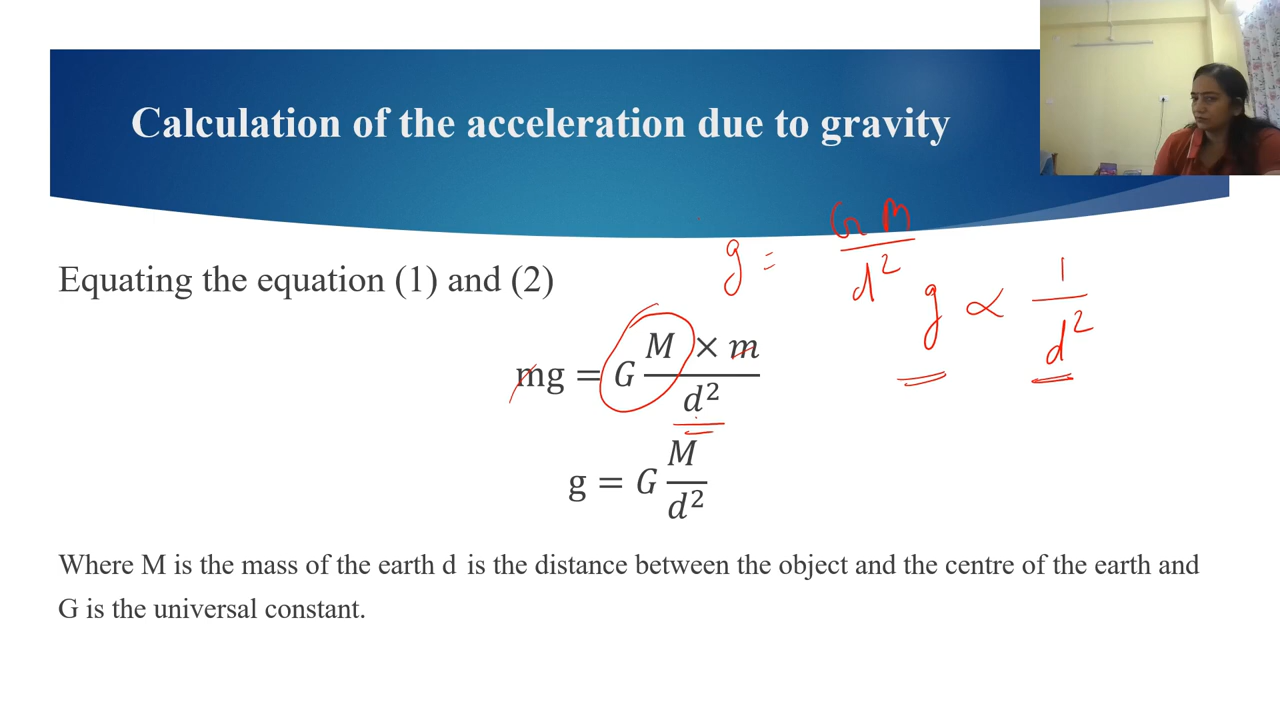 Calculation of the acceleration due to gravity
g = G M / d²
Equating the equation (1) and (2)
g ∝ 1 / d²
mg = G M × m / d²
g = G M / d²
Where M is the mass of the earth d is the distance between the object and the centre of the earth and
G is the universal constant.